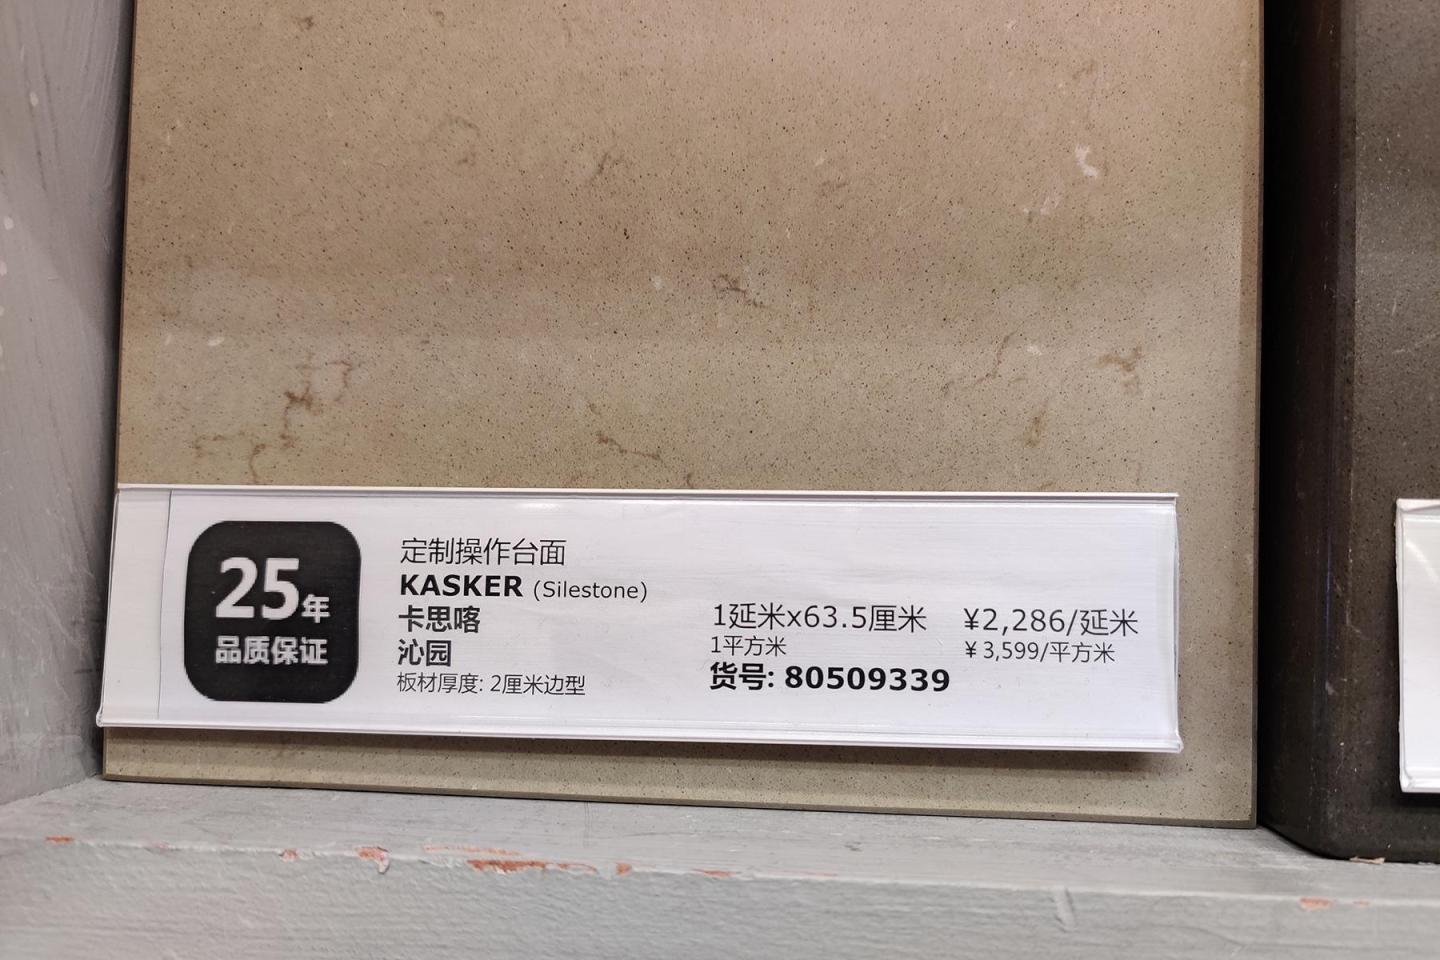 25年
品质保证
定制操作台面
KASKER (Silestone)
卡思喀
沁园
板材厚度: 2厘米边型
1延米x63.5厘米 ¥2,286/延米
1平方米 ¥3,599/平方米
货号: 80509339